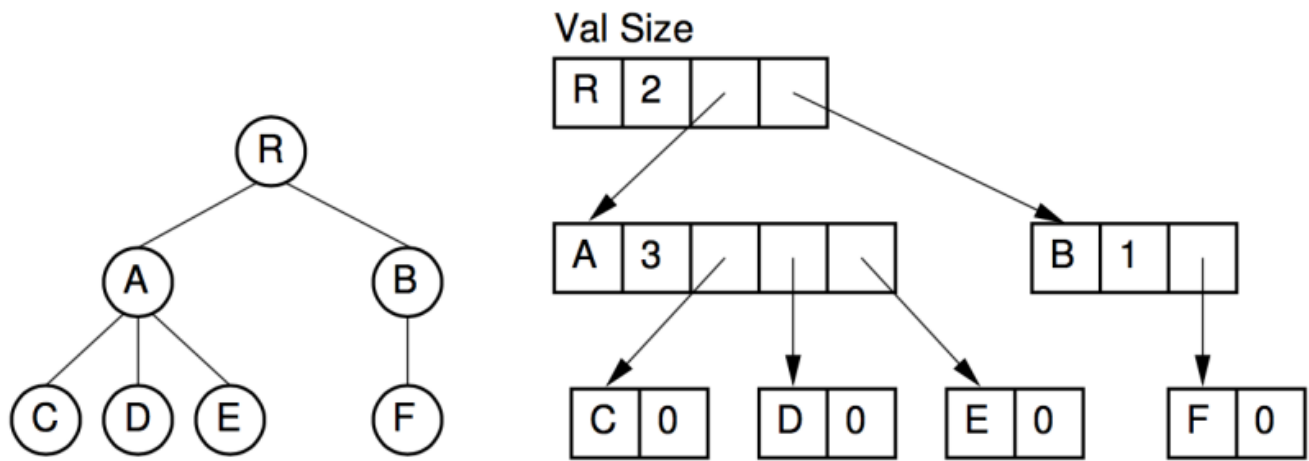 Val Size
R 2
R
A 3
B 1
A
B
C D E F
C 0
D 0
E 0
F 0